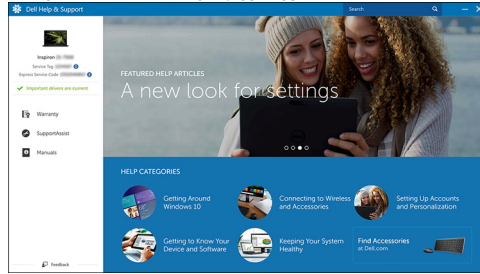 Dell Help & Support
Search
Inspiron
Service Tag
Express Service Code
Important drivers are current
Warranty
SupportAssist
Manuals
Feedback
FEATURED HELP ARTICLES
A new look for settings
HELP CATEGORIES
Getting Around
Windows 10
Connecting to Wireless
and Accessories
Setting Up Accounts
and Personalization
Getting to Know Your
Device and Software
Keeping Your System
Healthy
Find Accessories
at Dell.com